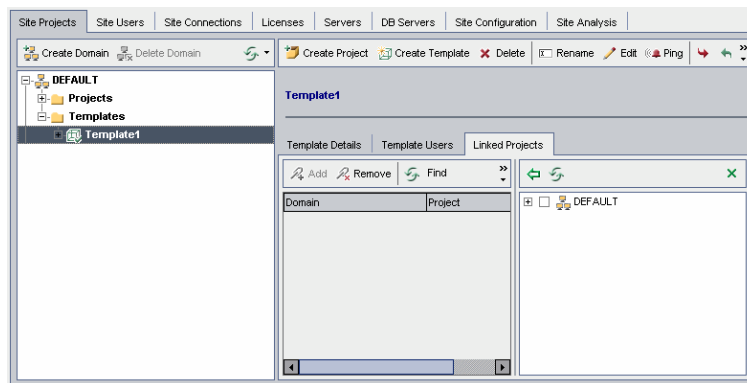 Site Projects Site Users Site Connections Licenses Servers DB Servers Site Configuration Site Analysis
Create Domain Delete Domain
Create Project Create Template Delete Rename Edit Ping
DEFAULT
Projects
Templates
Template1
Template1
Template Details Template Users Linked Projects
Add Remove Find
Domain Project
DEFAULT